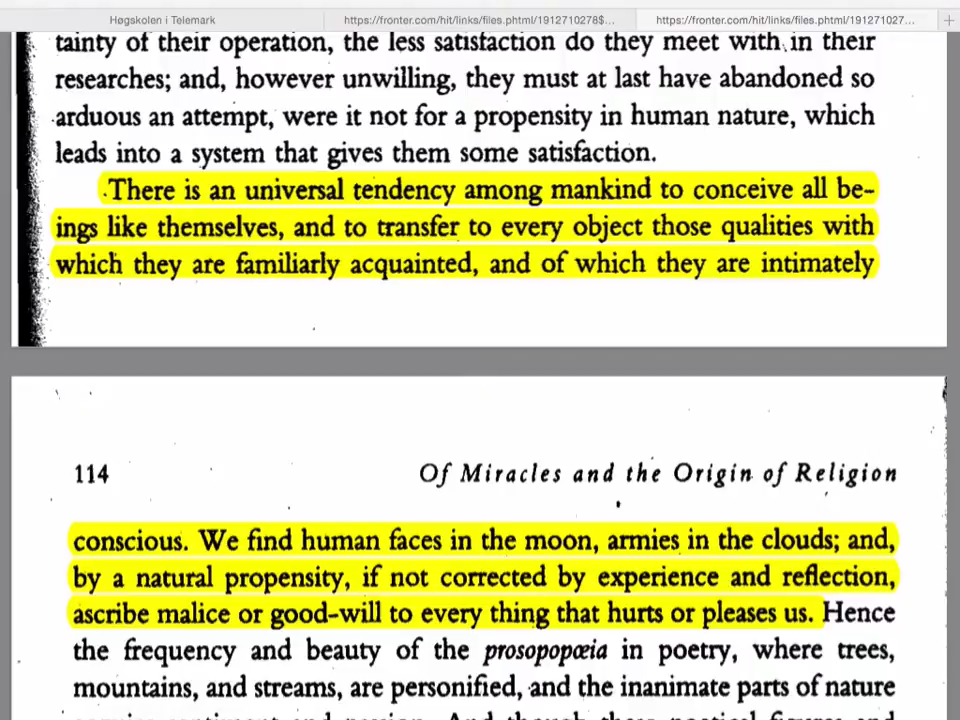 Høgskolen i Telemark
https://fronter.com/hit/links/files.phtml/1912710278$...
https://fronter.com/hit/links/files.phtml/191271027...
tainty of their operation, the less satisfaction do they meet with in their
researches; and, however unwilling, they must at last have abandoned so
arduous an attempt, were it not for a propensity in human nature, which
leads into a system that gives them some satisfaction.
There is an universal tendency among mankind to conceive all be-
ings like themselves, and to transfer to every object those qualities with
which they are familiarly acquainted, and of which they are intimately
114
Of Miracles and the Origin of Religion
conscious. We find human faces in the moon, armies in the clouds; and,
by a natural propensity, if not corrected by experience and reflection,
ascribe malice or good-will to every thing that hurts or pleases us. Hence
the frequency and beauty of the prosopopœia in poetry, where trees,
mountains, and streams, are personified, and the inanimate parts of nature